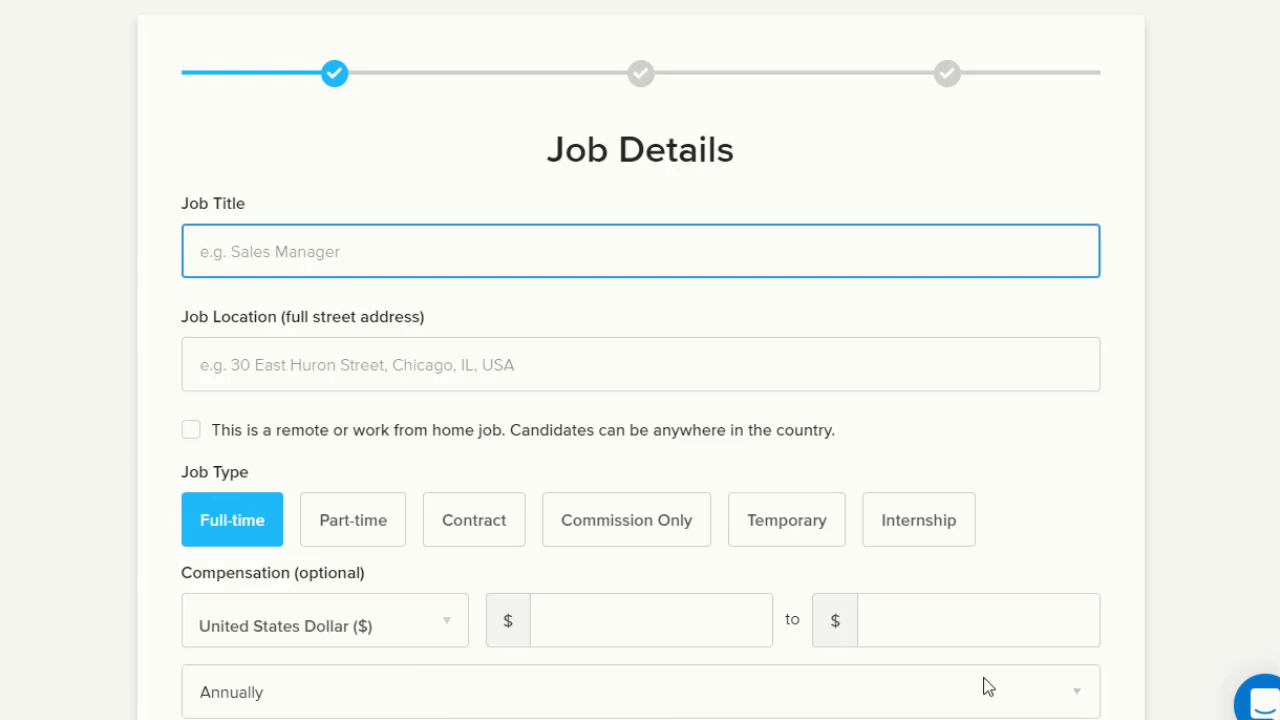 Job Details
Job Title
e.g. Sales Manager
Job Location (full street address)
e.g. 30 East Huron Street, Chicago, IL, USA
This is a remote or work from home job. Candidates can be anywhere in the country.
Job Type
Full-time Part-time Contract Commission Only Temporary Internship
Compensation (optional)
United States Dollar ($) $ to $
Annually